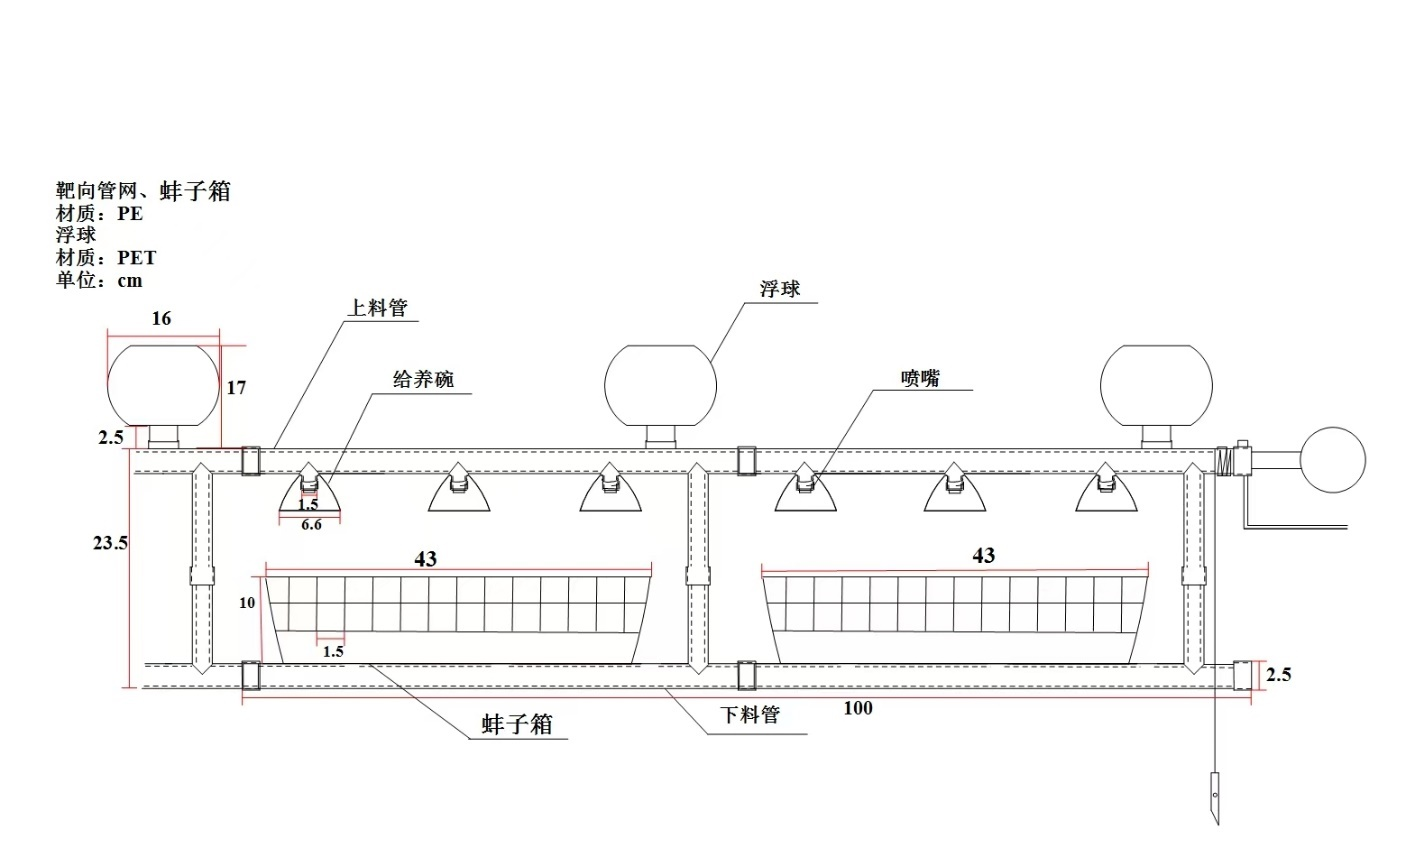 靶向管网、蚌子箱
材质：PE
浮球
材质：PET
单位：cm
浮球
上料管
16
给养碗
喷嘴
17
2.5
1.5
6.6
23.5
43
43
10
1.5
2.5
100
下料管
蚌子箱